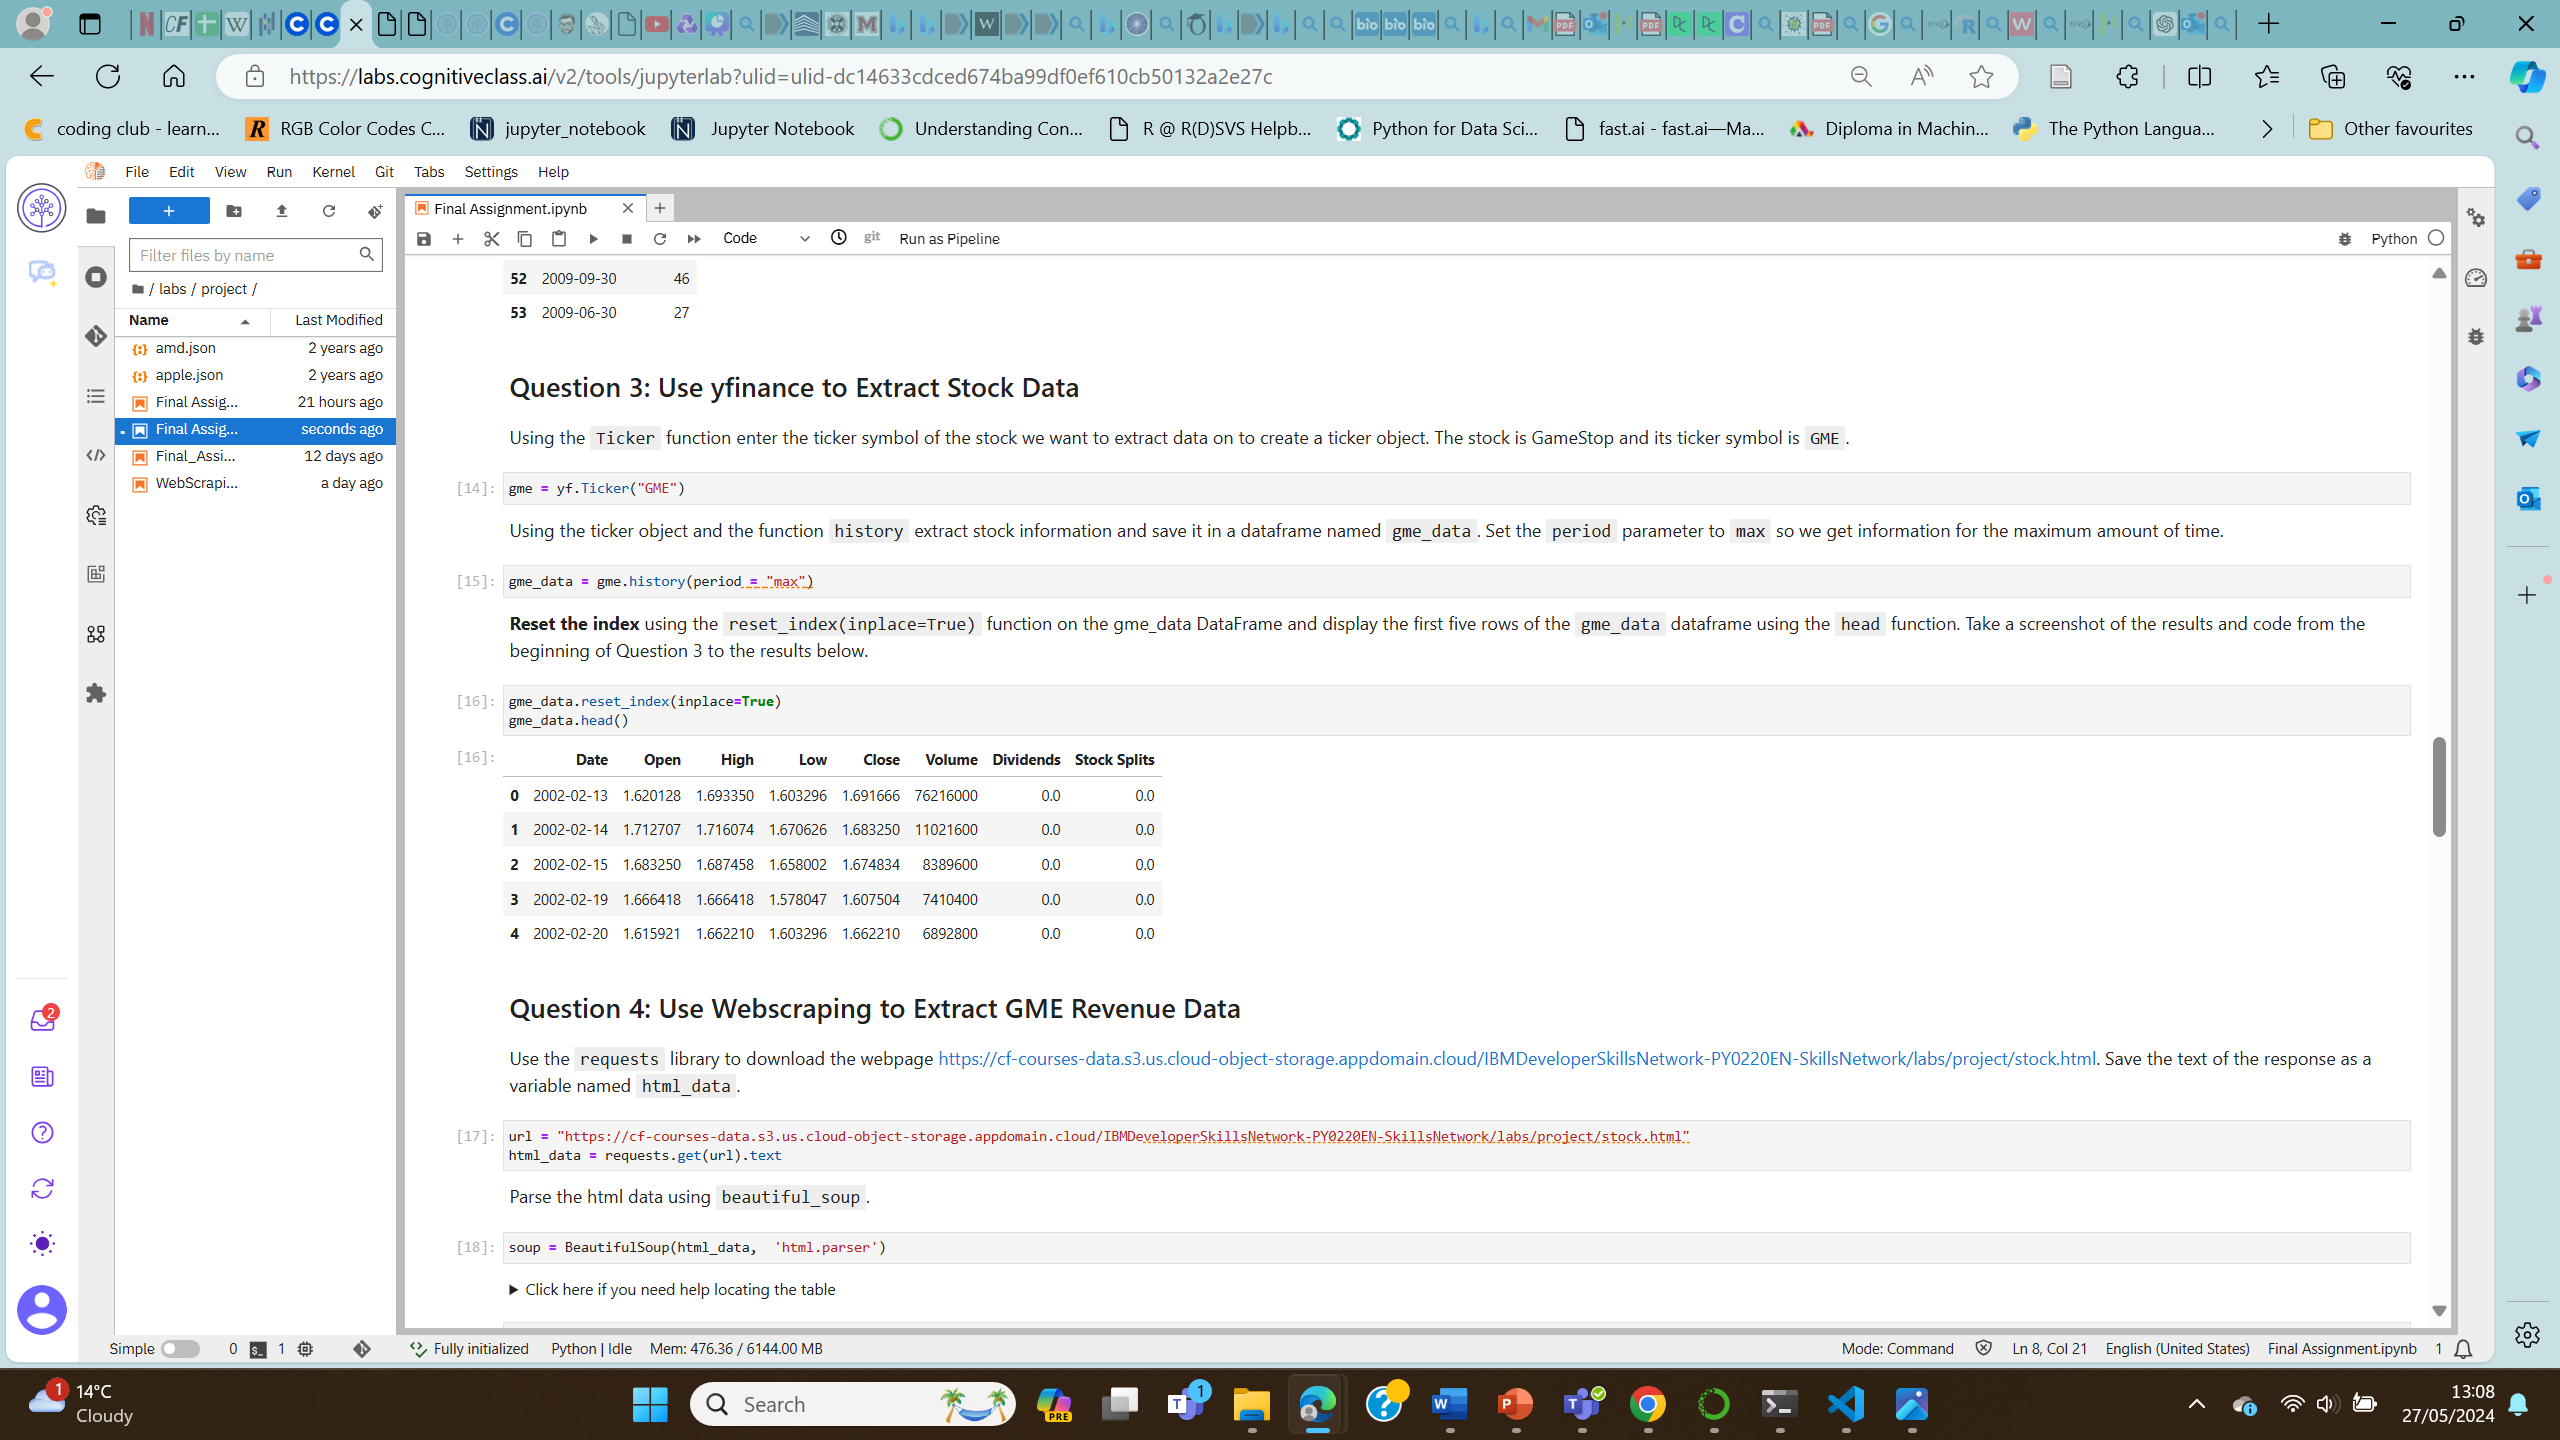 https://labs.cognitiveclass.ai/v2/tools/jupyterlab?ulid=ulid-dc14633cdced674ba99df0ef610cb50132a2e27c
coding club - learn... RGB Color Codes C... jupyter_notebook Jupyter Notebook Understanding Con... R @ R(D)SVS Helpb... Python for Data Sci... fast.ai - fast.ai—Ma... Diploma in Machin... The Python Langua... Other favourites
File Edit View Run Kernel Git Tabs Settings Help
Final Assignment.ipynb
Code git Run as Pipeline Python
Filter files by name
/ labs / project /
Name Last Modified
amd.json 2 years ago
apple.json 2 years ago
Final Assig... 21 hours ago
Final Assig... seconds ago
Final_Assi... 12 days ago
WebScrapi... a day ago
52 2009-09-30 46
53 2009-06-30 27
Question 3: Use yfinance to Extract Stock Data
Using the Ticker function enter the ticker symbol of the stock we want to extract data on to create a ticker object. The stock is GameStop and its ticker symbol is GME.
[14]: gme = yf.Ticker("GME")
Using the ticker object and the function history extract stock information and save it in a dataframe named gme_data. Set the period parameter to max so we get information for the maximum amount of time.
[15]: gme_data = gme.history(period = "max")
Reset the index using the reset_index(inplace=True) function on the gme_data DataFrame and display the first five rows of the gme_data dataframe using the head function. Take a screenshot of the results and code from the
beginning of Question 3 to the results below.
[16]: gme_data.reset_index(inplace=True)
gme_data.head()
[16]: Date Open High Low Close Volume Dividends Stock Splits
0 2002-02-13 1.620128 1.693350 1.603296 1.691666 76216000 0.0 0.0
1 2002-02-14 1.712707 1.716074 1.670626 1.683250 11021600 0.0 0.0
2 2002-02-15 1.683250 1.687458 1.658002 1.674834 8389600 0.0 0.0
3 2002-02-19 1.666418 1.666418 1.578047 1.607504 7410400 0.0 0.0
4 2002-02-20 1.615921 1.662210 1.603296 1.662210 6892800 0.0 0.0
Question 4: Use Webscraping to Extract GME Revenue Data
Use the requests library to download the webpage https://cf-courses-data.s3.us.cloud-object-storage.appdomain.cloud/IBMDeveloperSkillsNetwork-PY0220EN-SkillsNetwork/labs/project/stock.html. Save the text of the response as a
variable named html_data.
[17]: url = "https://cf-courses-data.s3.us.cloud-object-storage.appdomain.cloud/IBMDeveloperSkillsNetwork-PY0220EN-SkillsNetwork/labs/project/stock.html"
html_data = requests.get(url).text
Parse the html data using beautiful_soup.
[18]: soup = BeautifulSoup(html_data, 'html.parser')
Click here if you need help locating the table
2
Simple 0 1 Fully initialized Python | Idle Mem: 476.36 / 6144.00 MB Mode: Command Ln 8, Col 21 English (United States) Final Assignment.ipynb 1
1 14°C
Cloudy
Search
PRE
1
13:08
27/05/2024